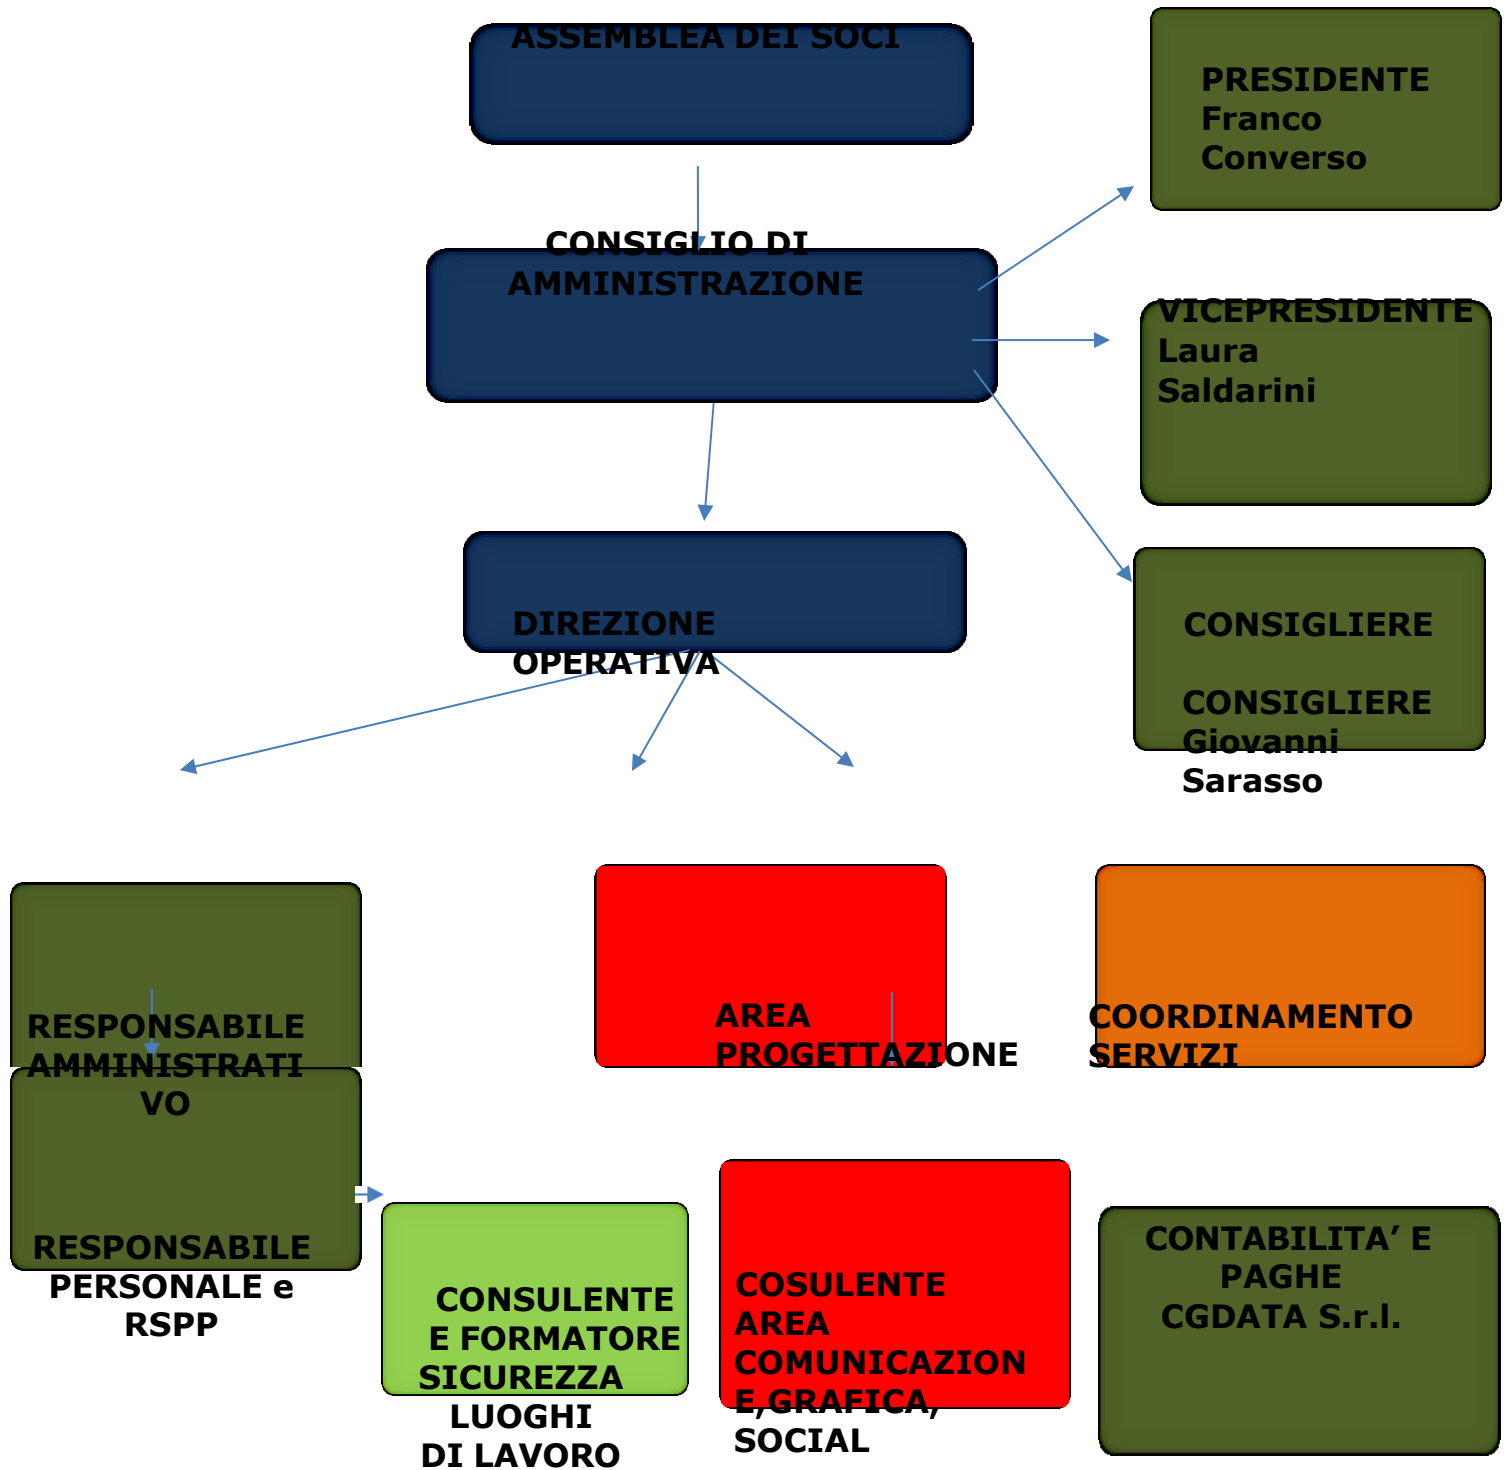 ASSEMBLEA DEI SOCI
PRESIDENTE
Franco
Converso
CONSIGLIO DI
AMMINISTRAZIONE
VICEPRESIDENTE
Laura
Saldarini
DIREZIONE
OPERATIVA
CONSIGLIERE
CONSIGLIERE
Giovanni
Sarasso
RESPONSABILE
AMMINISTRATI
VO
AREA
PROGETTAZIONE
COORDINAMENTO
SERVIZI
RESPONSABILE
PERSONALE e
RSPP
CONSULENTE
E FORMATORE
SICUREZZA
LUOGHI
DI LAVORO
COSULENTE
AREA
COMUNICAZION
E,GRAFICA,
SOCIAL
CONTABILITA’ E
PAGHE
CGDATA S.r.l.